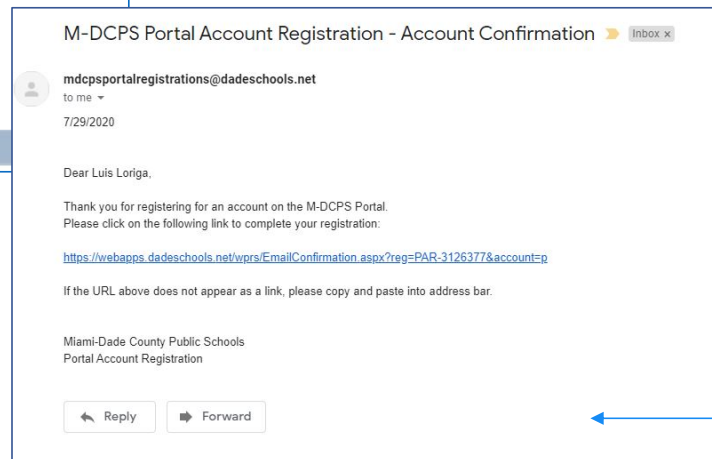 M-DCPS Portal Account Registration - Account Confirmation Inbox x
mdcpsportalregistrations@dadeschools.net
to me
7/29/2020
Dear Luis Loriga,
Thank you for registering for an account on the M-DCPS Portal.
Please click on the following link to complete your registration:
https://webapps.dadeschools.net/wprs/EmailConfirmation.aspx?reg=PAR-3126377&account=p
If the URL above does not appear as a link, please copy and paste into address bar.
Miami-Dade County Public Schools
Portal Account Registration
Reply Forward